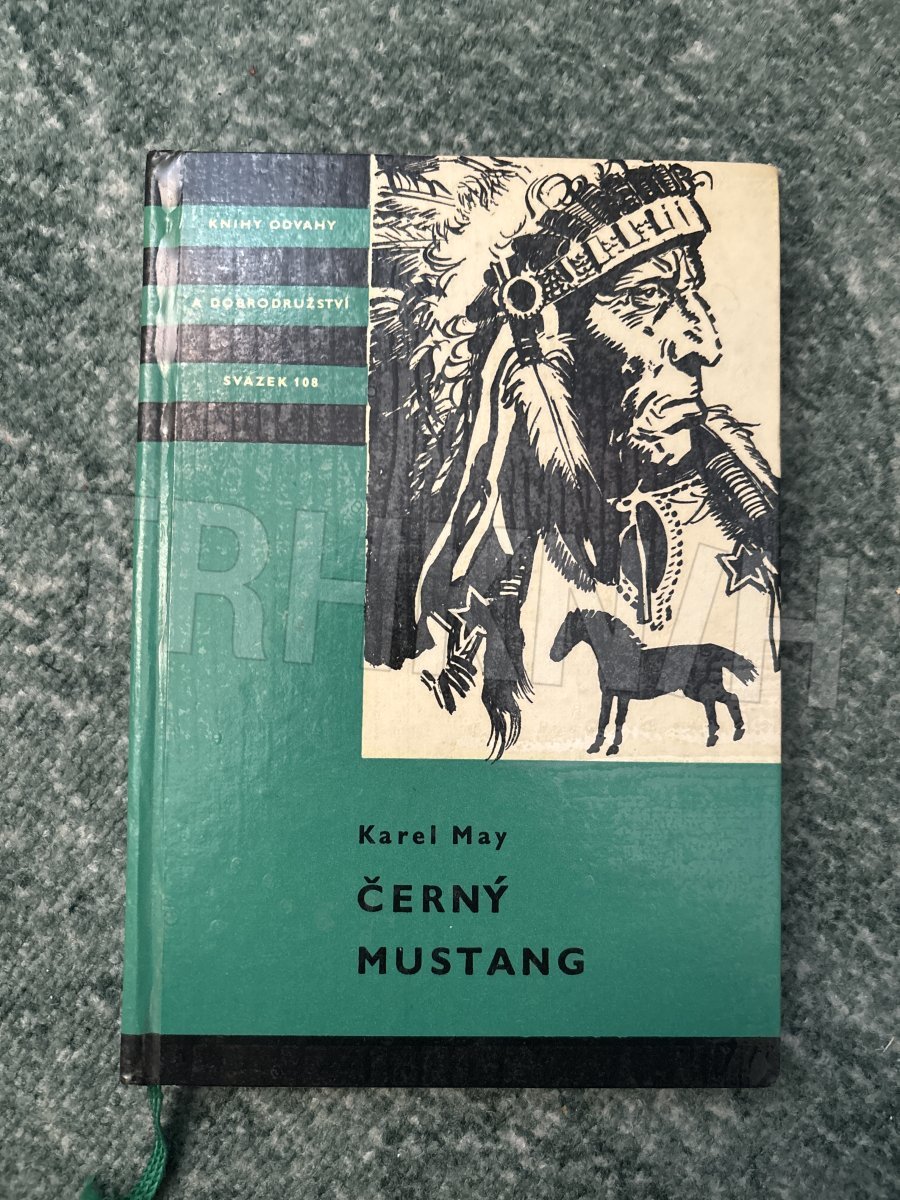 KNIHY ODVAHY
A DOBRODRUŽSTVÍ
SVAZEK 108
Karel May
ČERNÝ
MUSTANG